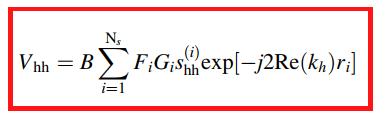 V_hh = B ∑_{i=1}^{N_s} F_i G_i s_hh^{(i)} exp[−j2Re(k_h)r_i]